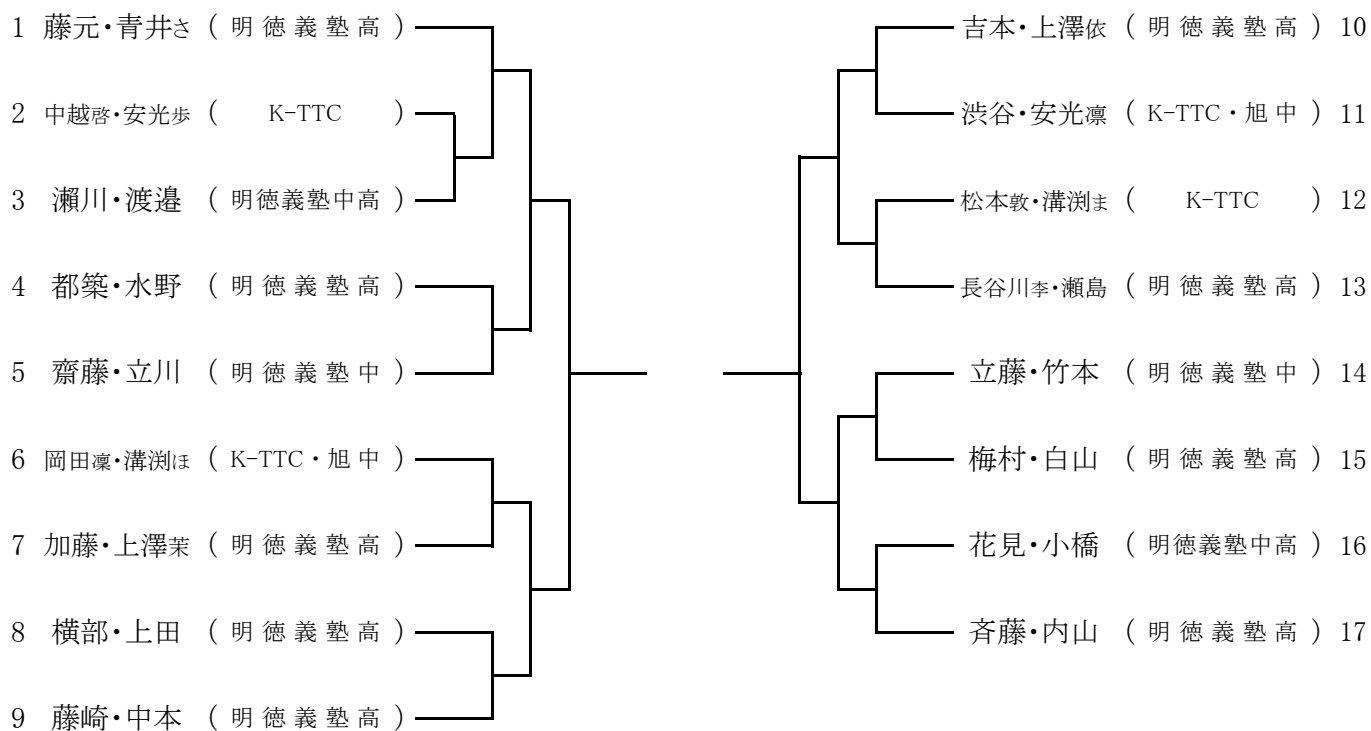 1 藤元・青井さ ( 明 徳 義 塾 高 )
2 中越啓・安光歩 ( K-TTC )
3 瀬川・渡邉 ( 明徳義塾中高 )
4 都築・水野 ( 明 徳 義 塾 高 )
5 齋藤・立川 ( 明 徳 義 塾 中 )
6 岡田凜・溝渕ほ ( K-TTC・旭 中 )
7 加藤・上澤茉 ( 明 徳 義 塾 高 )
8 横部・上田 ( 明 徳 義 塾 高 )
9 藤崎・中本 ( 明 徳 義 塾 高 )
吉本・上澤依 ( 明 徳 義 塾 高 ) 10
渋谷・安光凛 ( K-TTC・旭 中 ) 11
松本敦・溝渕ま ( K-TTC ) 12
長谷川李・瀬島 ( 明 徳 義 塾 高 ) 13
立藤・竹本 ( 明 徳 義 塾 中 ) 14
梅村・白山 ( 明 徳 義 塾 高 ) 15
花見・小橋 ( 明徳義塾中高 ) 16
斉藤・内山 ( 明 徳 義 塾 高 ) 17